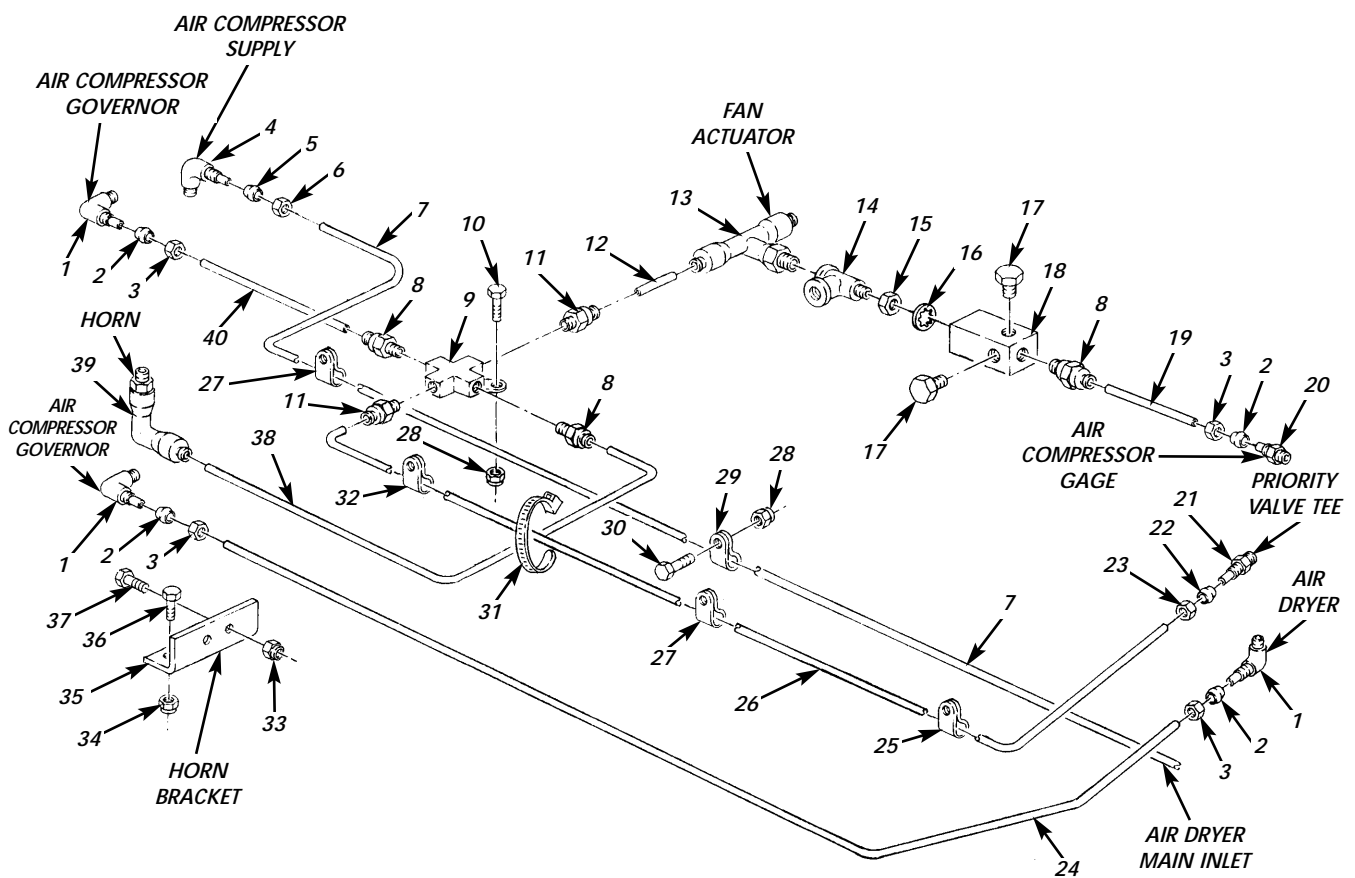 AIR COMPRESSOR
SUPPLY
AIR COMPRESSOR
GOVERNOR
4
5
6
7
FAN
ACTUATOR
13
14
15
16
17
18
8
19
3
2
20
1
2
3
40
8
9
10
11
12
HORN
39
27
11
28
8
17
AIR
COMPRESSOR
GAGE
PRIORITY
VALVE TEE
AIR
COMPRESSOR
GOVERNOR
38
32
31
30
29
28
21
22
23
AIR
DRYER
1
2
3
37
36
35
34
33
HORN
BRACKET
27
26
25
7
1
2
3
24
AIR DRYER
MAIN INLET